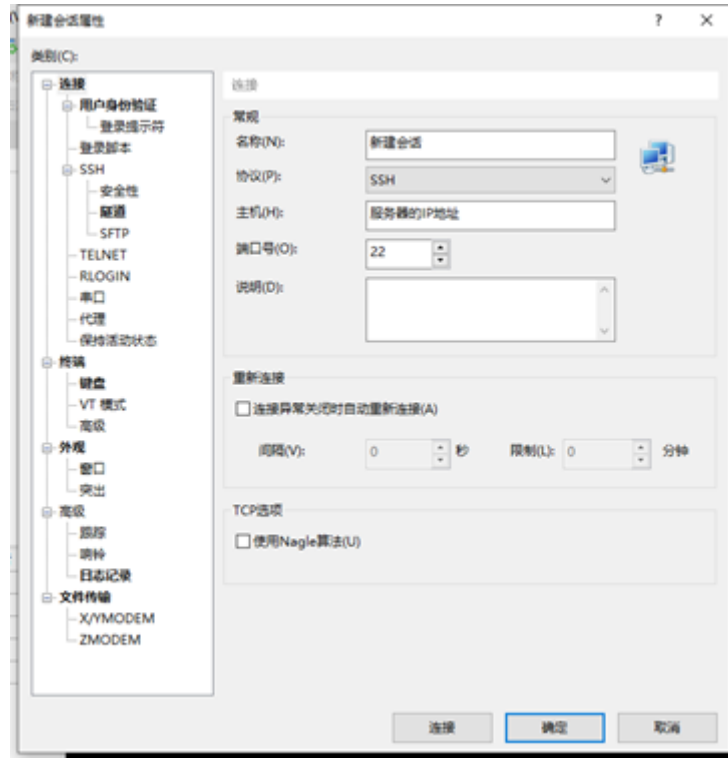 新建会话属性
?
×
类别(C):
连接
用户身份验证
登录提示符
登录脚本
SSH
安全性
隧道
SFTP
TELNET
RLOGIN
串口
代理
保持活动状态
终端
键盘
VT 模式
高级
外观
窗口
突出
高级
跟踪
响铃
日志记录
文件传输
X/YMODEM
ZMODEM
连接
常规
名称(N): 新建会话
协议(P): SSH
主机(H): 服务器的IP地址
端口号(O): 22
说明(D):
重新连接
连接异常关闭时自动重新连接(A)
间隔(V): 0 秒 限制(L): 0 分钟
TCP选项
使用Nagle算法(U)
连接 确定 取消